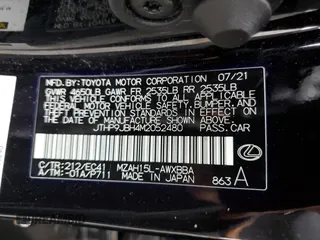 MFD. BY: TOYOTA MOTOR CORPORATION 07/21
GVWR 4650LB GAWR FR 2535LB RR 2535LB
THIS VEHICLE CONFORMS TO ALL APPLICABLE
FEDERAL MOTOR VEHICLE SAFETY, BUMPER, AND
THEFT PREVENTION STANDARDS IN EFFECT ON
THE DATE OF MANUFACTURE SHOWN ABOVE.
JTHP9JBH4M2052480 PASS.CAR
C/TR:212/EC41 MZAH15L-AWXBBA
A/TM:-01A/P711 MADE IN JAPAN 863 A